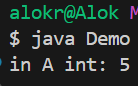 alokr@Alok M
$ java Demo
in A int: 5